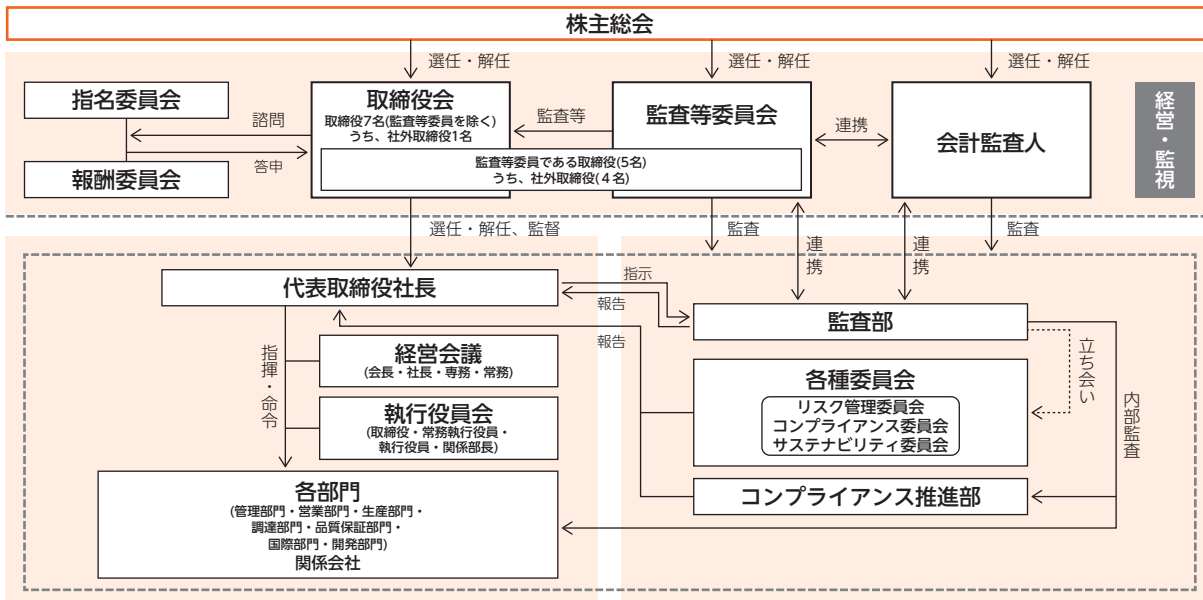 株主総会
選任・解任
選任・解任
選任・解任
指名委員会
報酬委員会
諮問
答申
取締役会
取締役7名(監査等委員を除く)
うち、社外取締役1名
監査等
監査等委員会
監査等委員である取締役(5名)
うち、社外取締役(4名)
連携
会計監査人
経営・監視
選任・解任、監督
監査
連携
連携
監査
代表取締役社長
指示
報告
報告
監査部
指揮・命令
経営会議
(会長・社長・専務・常務)
執行役員会
(取締役・常務執行役員・
執行役員・関係部長)
各種委員会
リスク管理委員会
コンプライアンス委員会
サステナビリティ委員会
立ち会い
内部監査
コンプライアンス推進部
各部門
(管理部門・営業部門・生産部門・
調達部門・品質保証部門・
国際部門・開発部門)
関係会社